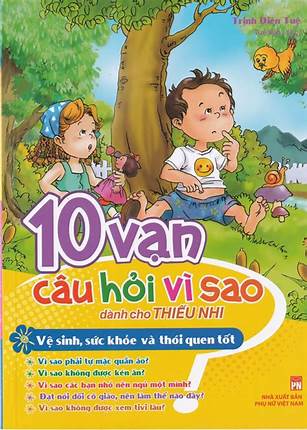 Trịnh Diên Tuệ
10 vạn
câu hỏi vì sao
dành cho THIẾU NHI
Vệ sinh, sức khỏe và thói quen tốt
Vì sao phải tự mặc quần áo?
Vì sao không được kén ăn?
Vì sao các bạn nhỏ nên ngủ một mình?
Đạt nói dối cô giáo, nên làm thế nào đây?
Vì sao không được xem tivi lâu?
PN
NHÀ XUẤT BẢN
PHỤ NỮ VIỆT NAM